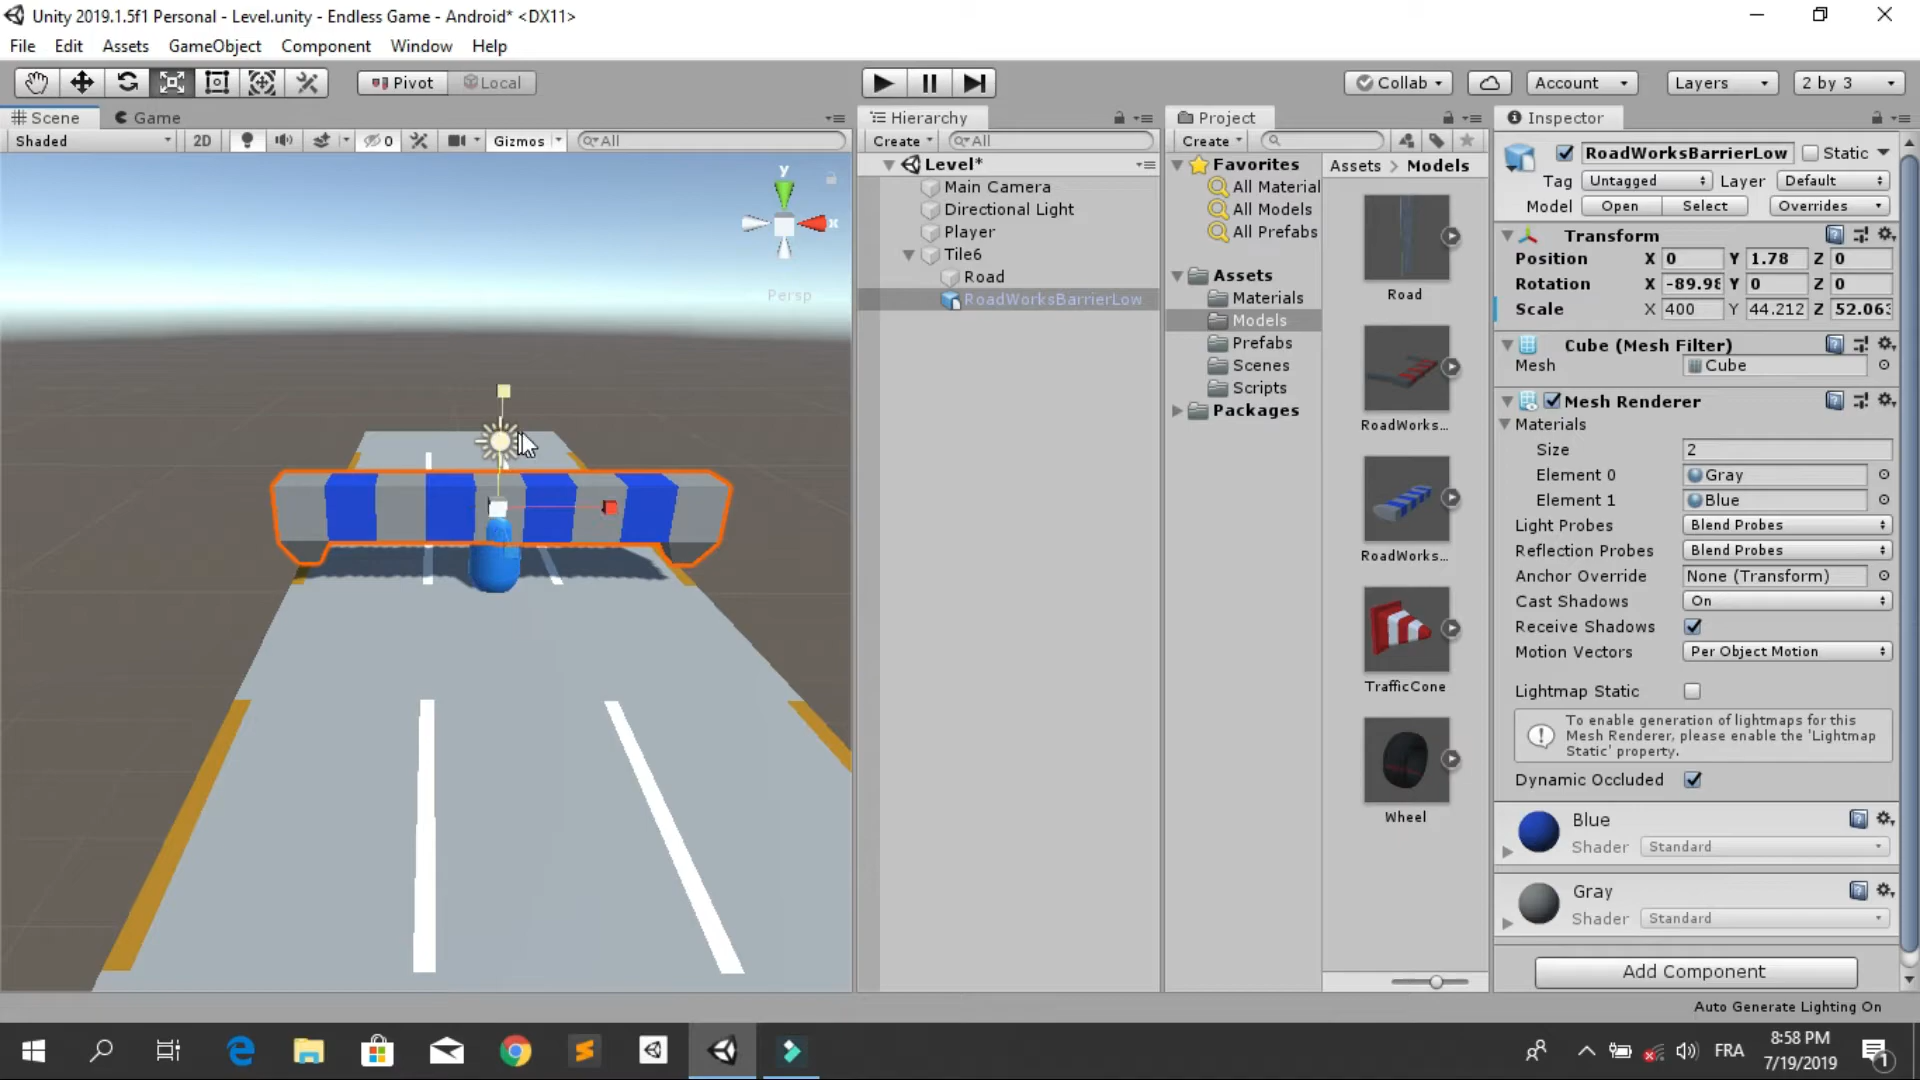 Unity 2019.1.5f1 Personal - Level.unity - Endless Game - Android* <DX11>
File Edit Assets GameObject Component Window Help
Pivot Local Collab Account Layers 2 by 3
Scene Game
Shaded 2D 0 Gizmos All
y
x
Persp
Hierarchy
Create All
Level*
Main Camera
Directional Light
Player
Tile6
Road
RoadWorksBarrierLow
Project
Create
Favorites
All Material
All Models
All Prefabs
Assets
Materials
Models
Prefabs
Scenes
Scripts
Packages
Assets > Models
Road
RoadWorks...
RoadWorks...
TrafficCone
Wheel
Inspector
RoadWorksBarrierLow Static
Tag Untagged Layer Default
Model Open Select Overrides
Transform
Position X 0 Y 1.78 Z 0
Rotation X -89.98 Y 0 Z 0
Scale X 400 Y 44.212 Z 52.063
Cube (Mesh Filter)
Mesh Cube
Mesh Renderer
Materials
Size 2
Element 0 Gray
Element 1 Blue
Light Probes Blend Probes
Reflection Probes Blend Probes
Anchor Override None (Transform)
Cast Shadows On
Receive Shadows
Motion Vectors Per Object Motion
Lightmap Static
To enable generation of lightmaps for this
Mesh Renderer, please enable the 'Lightmap
Static' property.
Dynamic Occluded
Blue
Shader Standard
Gray
Shader Standard
Add Component
Auto Generate Lighting On
FRA
8:58 PM
7/19/2019
1